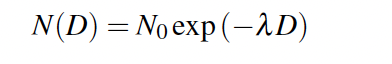 N(D) = N₀ exp(−λD)